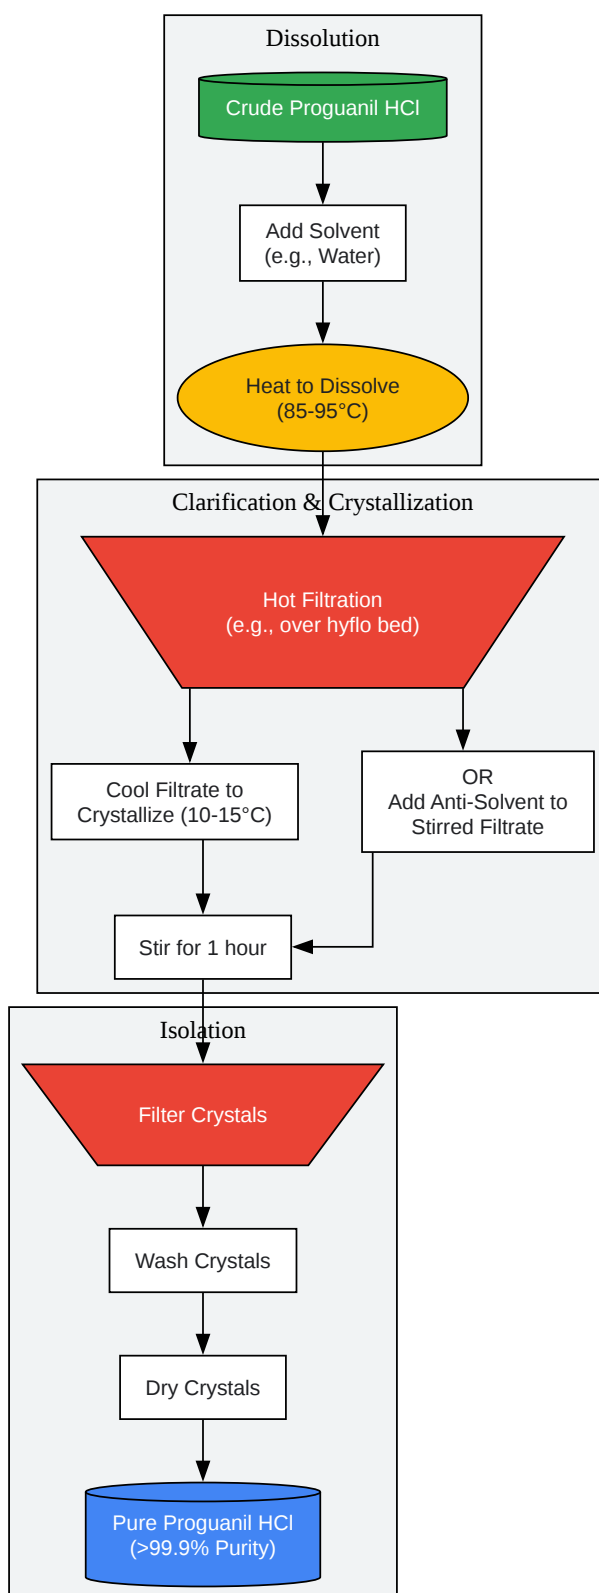 Dissolution
Crude Proguanil HCl
Add Solvent
(e.g., Water)
Heat to Dissolve
(85-95°C)
Clarification & Crystallization
Hot Filtration
(e.g., over hyflo bed)
Cool Filtrate to
Crystallize (10-15°C)
OR
Add Anti-Solvent to
Stirred Filtrate
Stir for 1 hour
Isolation
Filter Crystals
Wash Crystals
Dry Crystals
Pure Proguanil HCl
(>99.9% Purity)